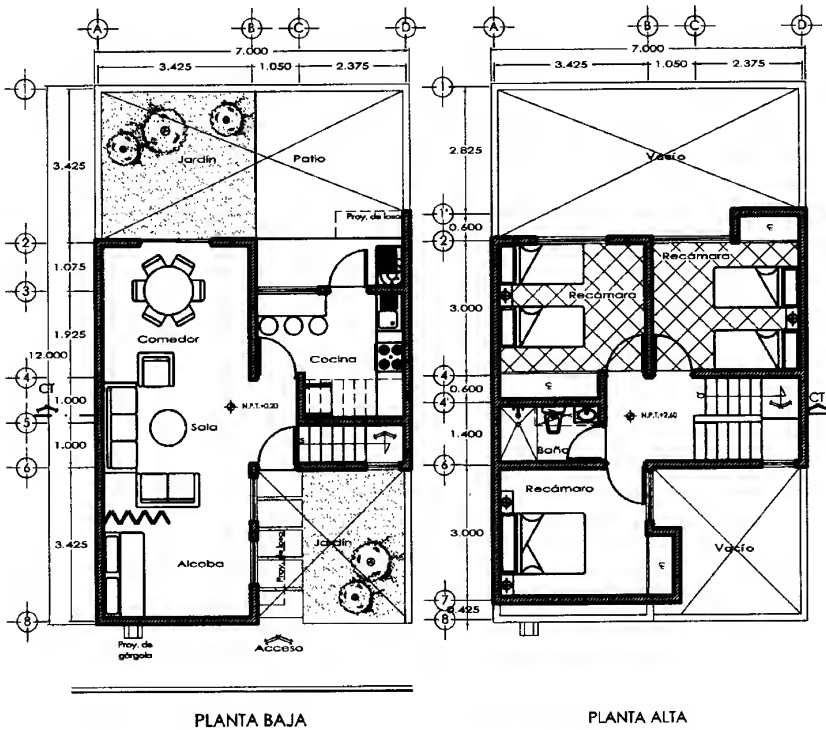 A B C D
7.000
3.425 1.050 2.375
1
2
3
4
5
6
8
3.425
1.075
1.925
12.000
1.000
1.000
3.425
CT
Jardín
Patio
Proy. de losa
Comedor
Cocina
N.P.T.+0.20
Sala
Alcoba
Proy. de losa
Jardín
Proy. de gárgola
Acceso
PLANTA BAJA
A B C D
7.000
3.425 1.050 2.375
1
1'
2
4
4'
6
7
8
2.825
0.600
3.000
0.600
1.400
3.000
0.425
CT
Vacío
Recámara
Recámara
N.P.T.+2.60
Baño
Recámara
Vacío
PLANTA ALTA